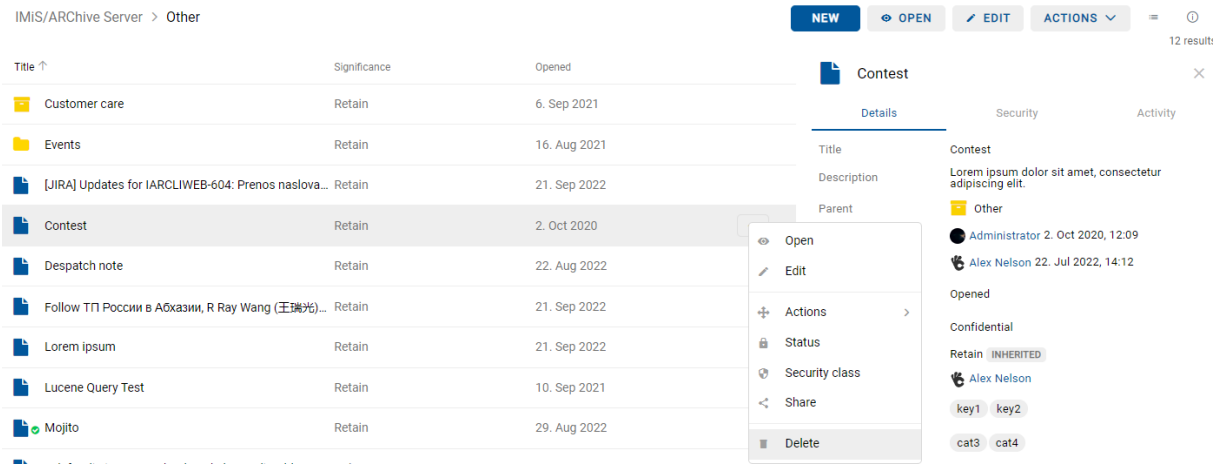 IMiS/ARChive Server > Other
NEW
OPEN
EDIT
ACTIONS
12 results
Title ↑ Significance Opened
Customer care Retain 6. Sep 2021
Events Retain 16. Aug 2021
[JIRA] Updates for IARCLIWEB-604: Prenos naslova... Retain 21. Sep 2022
Contest Retain 2. Oct 2020
Despatch note Retain 22. Aug 2022
Follow ТП России в Абхазии, R Ray Wang (王瑞光)... Retain 21. Sep 2022
Lorem ipsum Retain 21. Sep 2022
Lucene Query Test Retain 10. Sep 2021
Mojito Retain 29. Aug 2022
Open
Edit
Actions >
Status
Security class
Share
Delete
Contest
Details Security Activity
Title Contest
Description Lorem ipsum dolor sit amet, consectetur
adipiscing elit.
Parent Other
Administrator 2. Oct 2020, 12:09
Alex Nelson 22. Jul 2022, 14:12
Opened
Confidential
Retain INHERITED
Alex Nelson
key1 key2
cat3 cat4